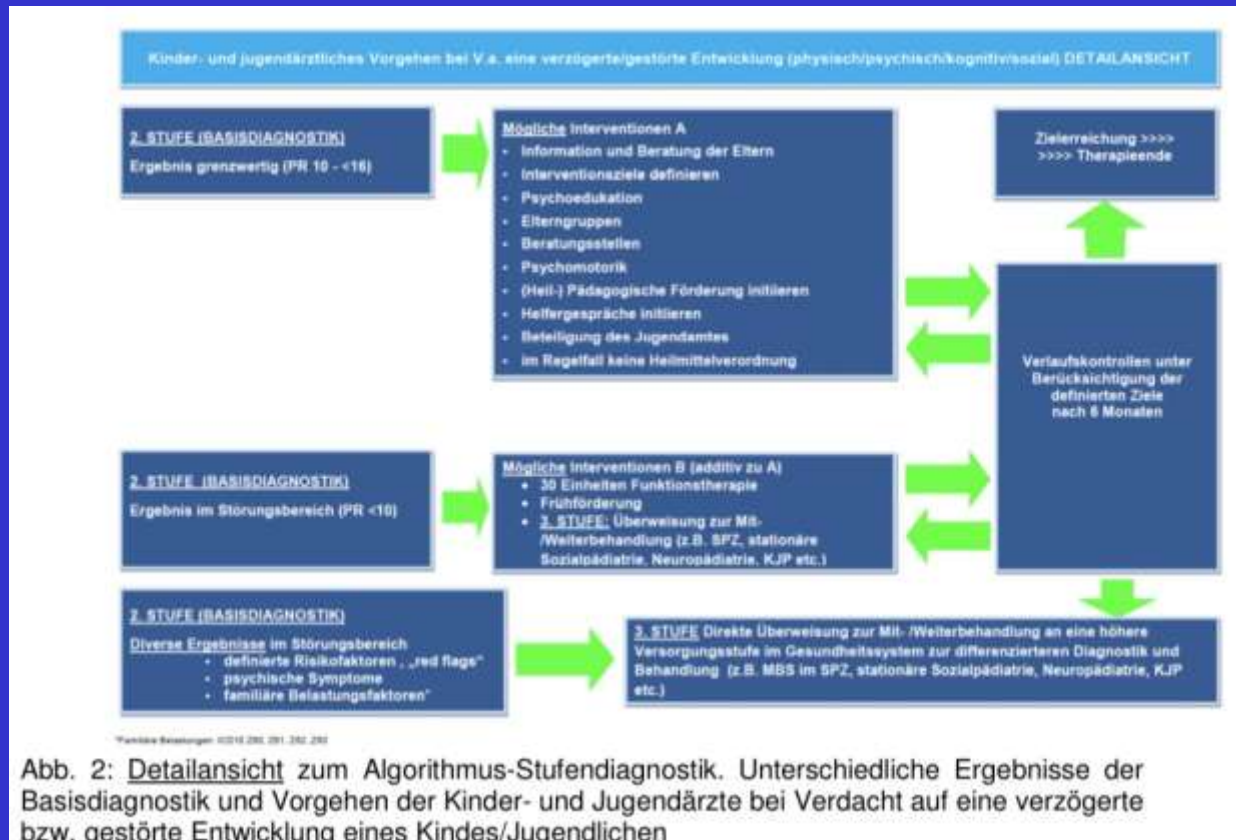 Kinder- und jugendärztliches Vorgehen bei V.a. eine verzögerte/gestörte Entwicklung (physisch/psychisch/kognitiv/sozial) DETAILANSICHT
2. STUFE (BASISDIAGNOSTIK)
Ergebnis grenzwertig (PR 10 - <16)
Mögliche Interventionen A
- Information und Beratung der Eltern
- Interventionsziele definieren
- Psychoedukation
- Elterngruppen
- Beratungsstellen
- Psychomotorik
- (Heil-) Pädagogische Förderung initiieren
- Helfergespräche initiieren
- Beteiligung des Jugendamtes
- im Regelfall keine Heilmittelverordnung
Zielerreichung >>>>
>>>> Therapieende
Verlaufskontrollen unter
Berücksichtigung der
definierten Ziele
nach 6 Monaten
2. STUFE (BASISDIAGNOSTIK)
Ergebnis im Störungsbereich (PR <10)
Mögliche Interventionen B (additiv zu A)
• 30 Einheiten Funktionstherapie
• Frühförderung
• 3. STUFE: Überweisung zur Mit-
/Weiterbehandlung (z.B. SPZ, stationäre
Sozialpädiatrie, Neuropädiatrie, KJP etc.)
2. STUFE (BASISDIAGNOSTIK)
Diverse Ergebnisse im Störungsbereich
• definierte Risikofaktoren , „red flags"
• psychische Symptome
• familiäre Belastungsfaktoren*
3. STUFE Direkte Überweisung zur Mit- /Weiterbehandlung an eine höhere
Versorgungsstufe im Gesundheitssystem zur differenzierteren Diagnostik und
Behandlung (z.B. MBS im SPZ, stationäre Sozialpädiatrie, Neuropädiatrie, KJP
etc.)
*Familiäre Belastungen:
Abb. 2: Detailansicht zum Algorithmus-Stufendiagnostik. Unterschiedliche Ergebnisse der
Basisdiagnostik und Vorgehen der Kinder- und Jugendärzte bei Verdacht auf eine verzögerte
bzw. gestörte Entwicklung eines Kindes/Jugendlichen